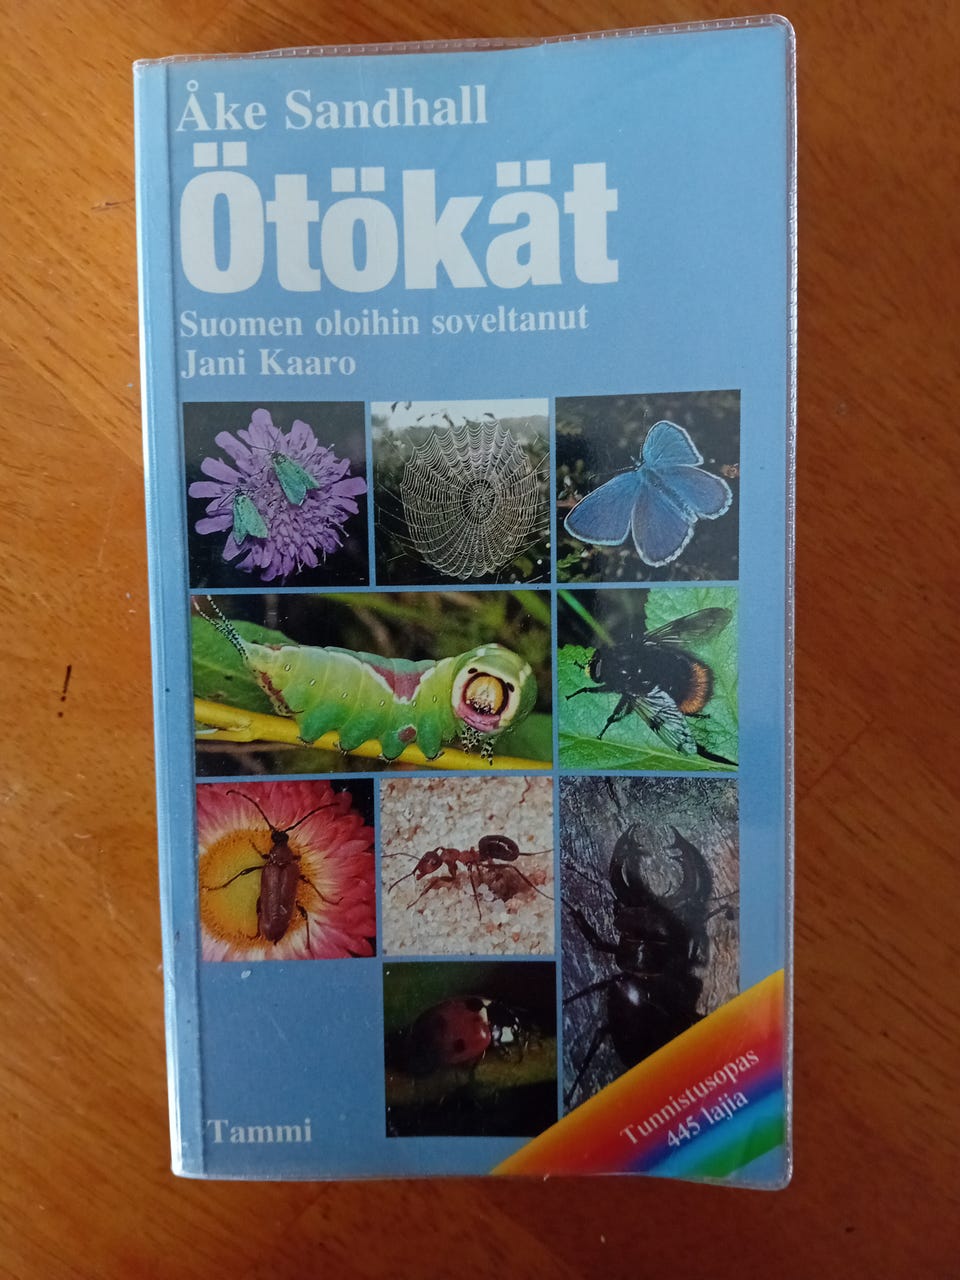 Åke Sandhall
Ötökät
Suomen oloihin soveltanut
Jani Kaaro
Tammi
Tunnistusopas
445 lajia